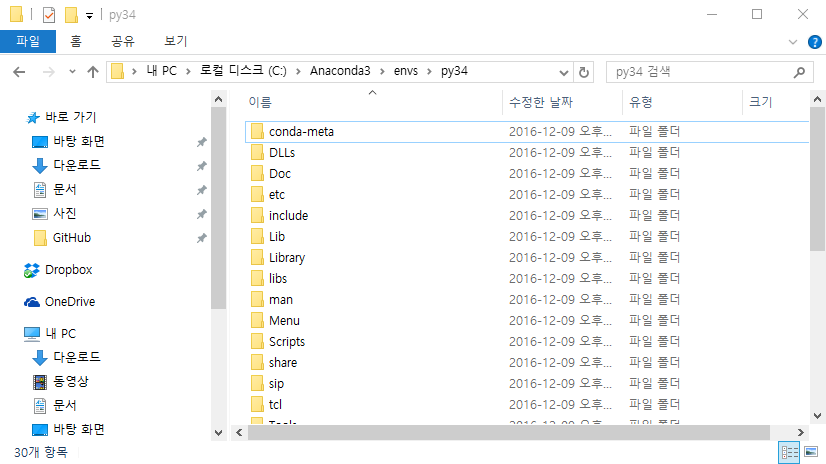 py34
파일 홈 공유 보기
내 PC 로컬 디스크 (C:) Anaconda3 envs py34 py34 검색
이름 수정한 날짜 유형 크기
바로 가기
바탕 화면
다운로드
문서
사진
GitHub
Dropbox
OneDrive
내 PC
다운로드
동영상
문서
바탕 화면
conda-meta 2016-12-09 오후... 파일 폴더
DLLs 2016-12-09 오후... 파일 폴더
Doc 2016-12-09 오후... 파일 폴더
etc 2016-12-09 오후... 파일 폴더
include 2016-12-09 오후... 파일 폴더
Lib 2016-12-09 오후... 파일 폴더
Library 2016-12-09 오후... 파일 폴더
libs 2016-12-09 오후... 파일 폴더
man 2016-12-09 오후... 파일 폴더
Menu 2016-12-09 오후... 파일 폴더
Scripts 2016-12-09 오후... 파일 폴더
share 2016-12-09 오후... 파일 폴더
sip 2016-12-09 오후... 파일 폴더
tcl 2016-12-09 오후... 파일 폴더
30개 항목